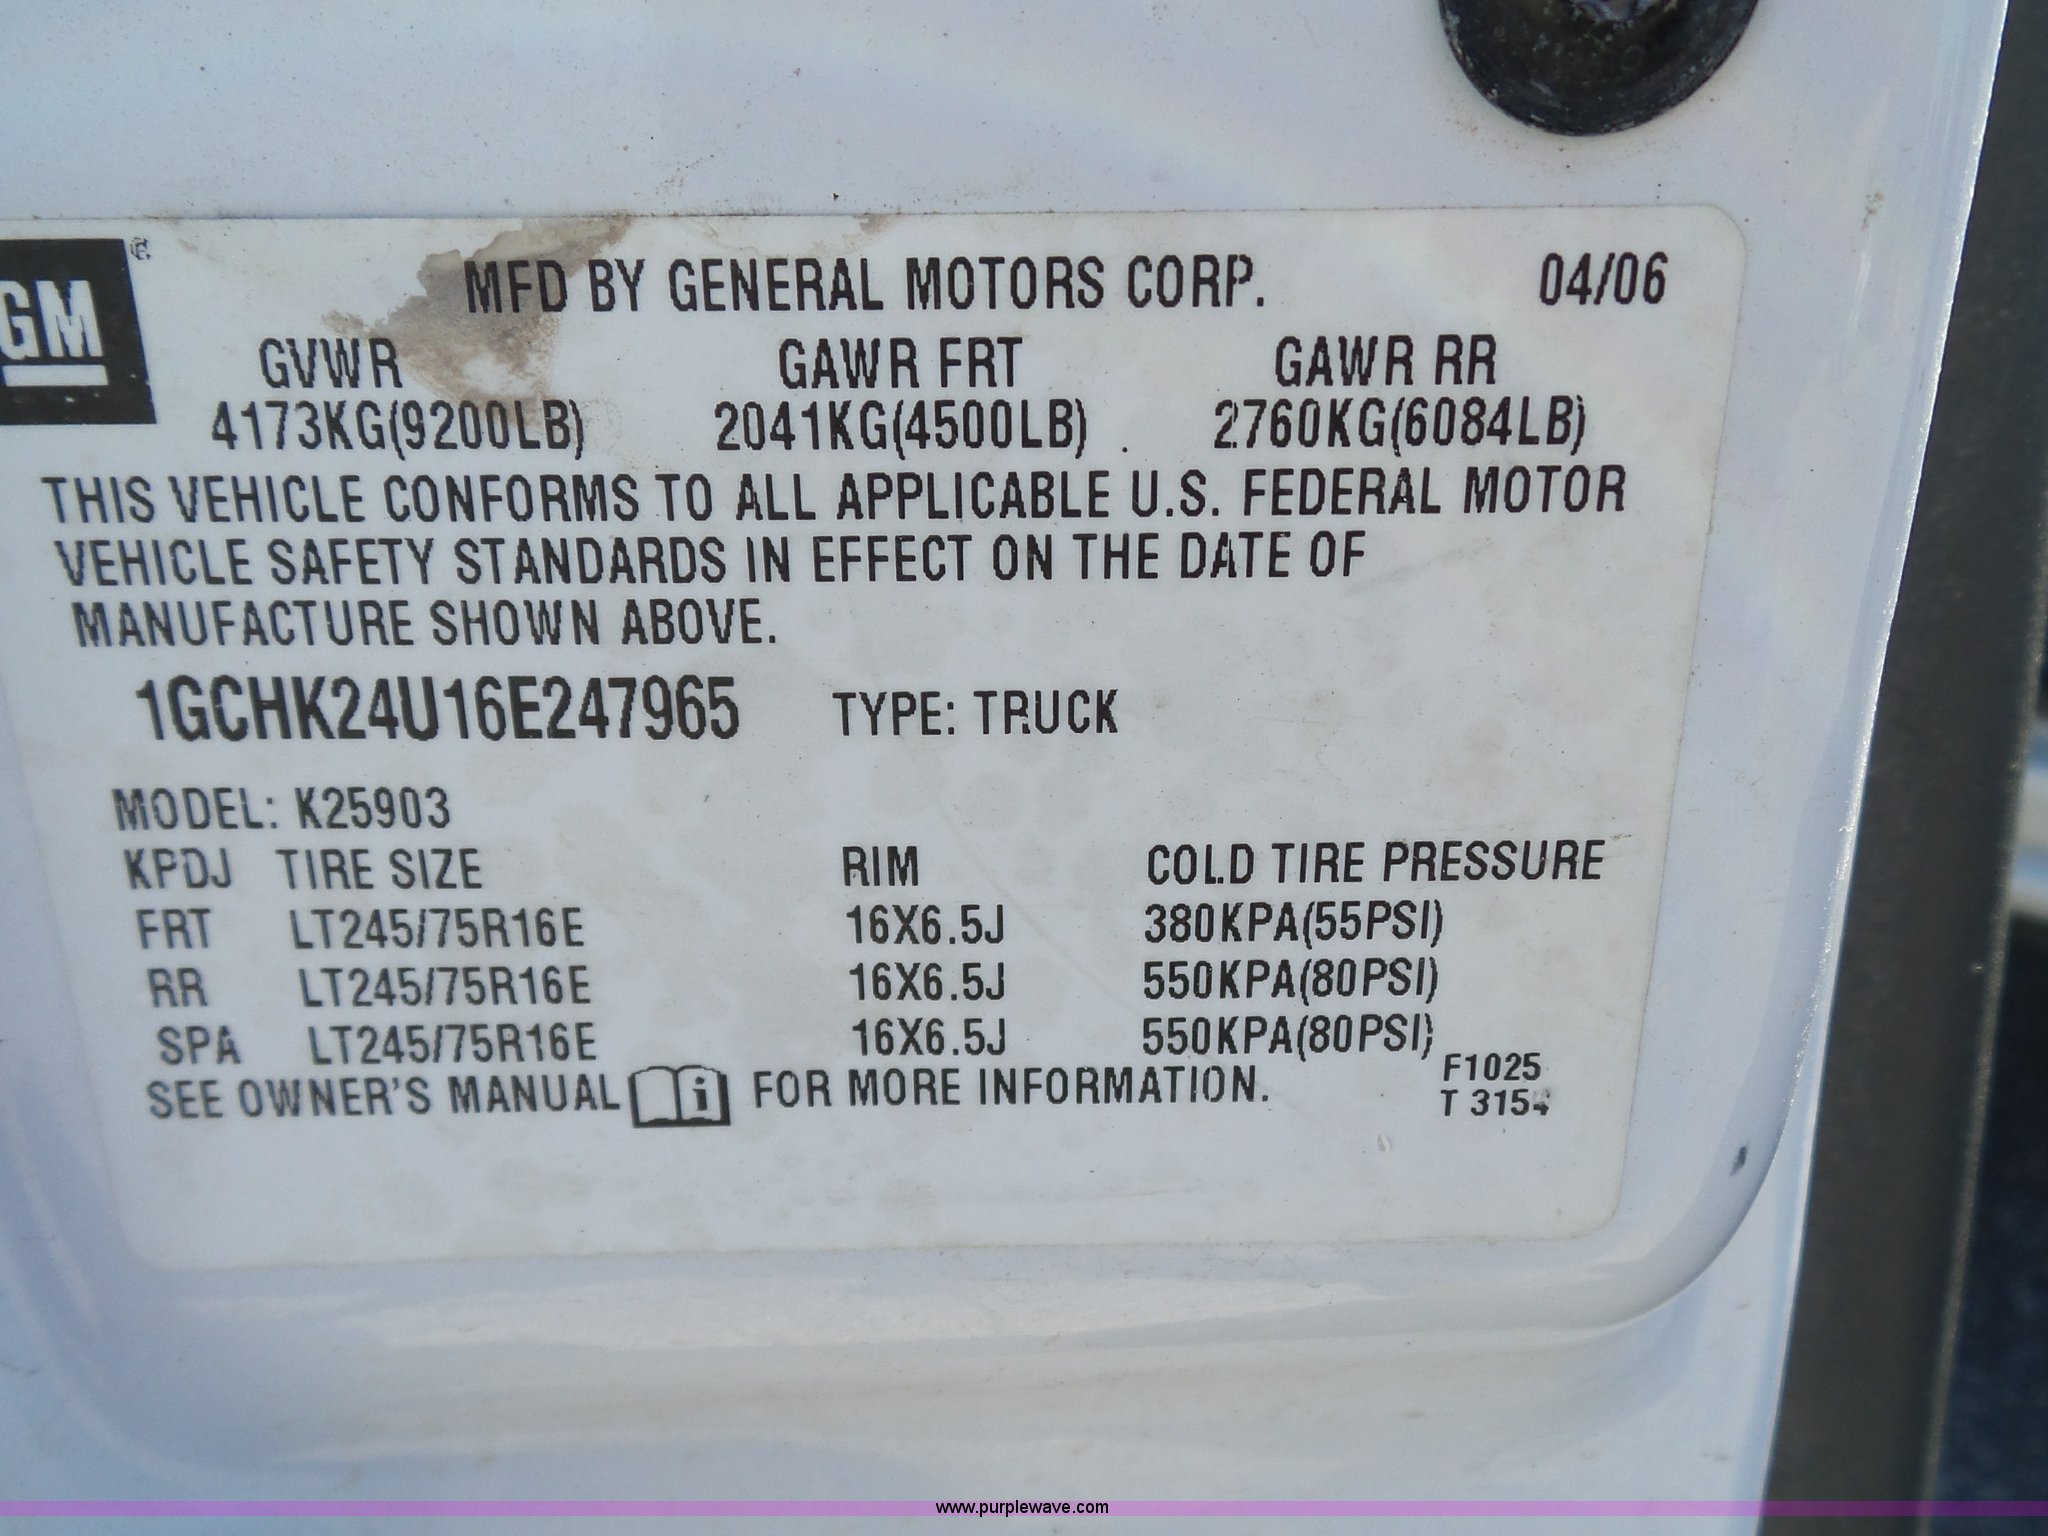 GM
MFD BY GENERAL MOTORS CORP. 04/06
GVWR GAWR FRT GAWR RR
4173KG(9200LB) 2041KG(4500LB) 2760KG(6084LB)
THIS VEHICLE CONFORMS TO ALL APPLICABLE U.S. FEDERAL MOTOR
VEHICLE SAFETY STANDARDS IN EFFECT ON THE DATE OF
MANUFACTURE SHOWN ABOVE.
1GCHK24U16E247965 TYPE: TRUCK
MODEL: K25903
KPDJ TIRE SIZE RIM COLD TIRE PRESSURE
FRT LT245/75R16E 16X6.5J 380KPA(55PSI)
RR LT245/75R16E 16X6.5J 550KPA(80PSI)
SPA LT245/75R16E 16X6.5J 550KPA(80PSI)
SEE OWNER'S MANUAL i FOR MORE INFORMATION.
F1025
T
www.purplewave.com